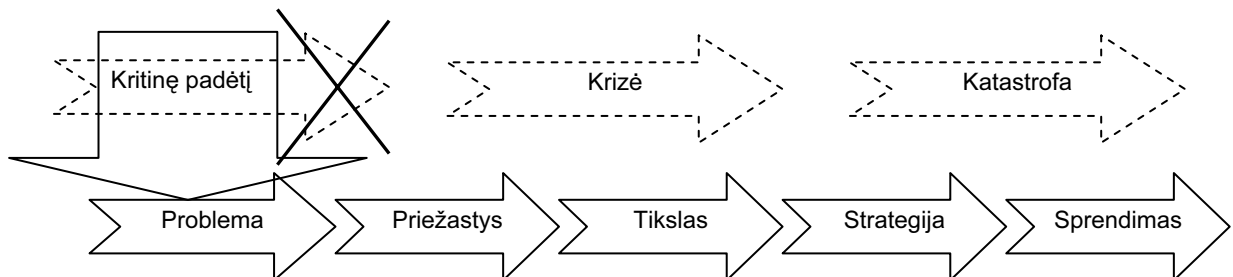 Kritinę padėtį
Krizė
Katastrofa
Problema
Priežastys
Tikslas
Strategija
Sprendimas